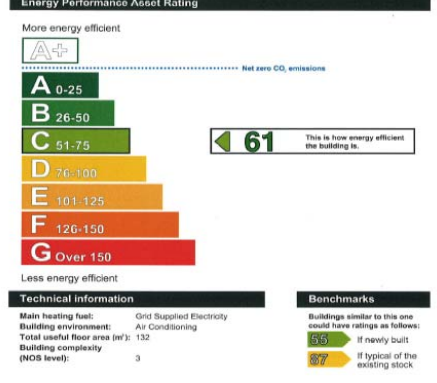 Energy Performance Asset Rating
More energy efficient
A+
Net zero CO₂ emissions
A 0-25
B 26-50
C 51-75
61 This is how energy efficient
the building is.
D 76-100
E 101-125
F 126-150
G Over 150
Less energy efficient
Technical information
Main heating fuel: Grid Supplied Electricity
Building environment: Air Conditioning
Total useful floor area (m²): 132
Building complexity
(NOS level): 3
Benchmarks
Buildings similar to this one
could have ratings as follows:
55 If newly built
87 If typical of the
existing stock